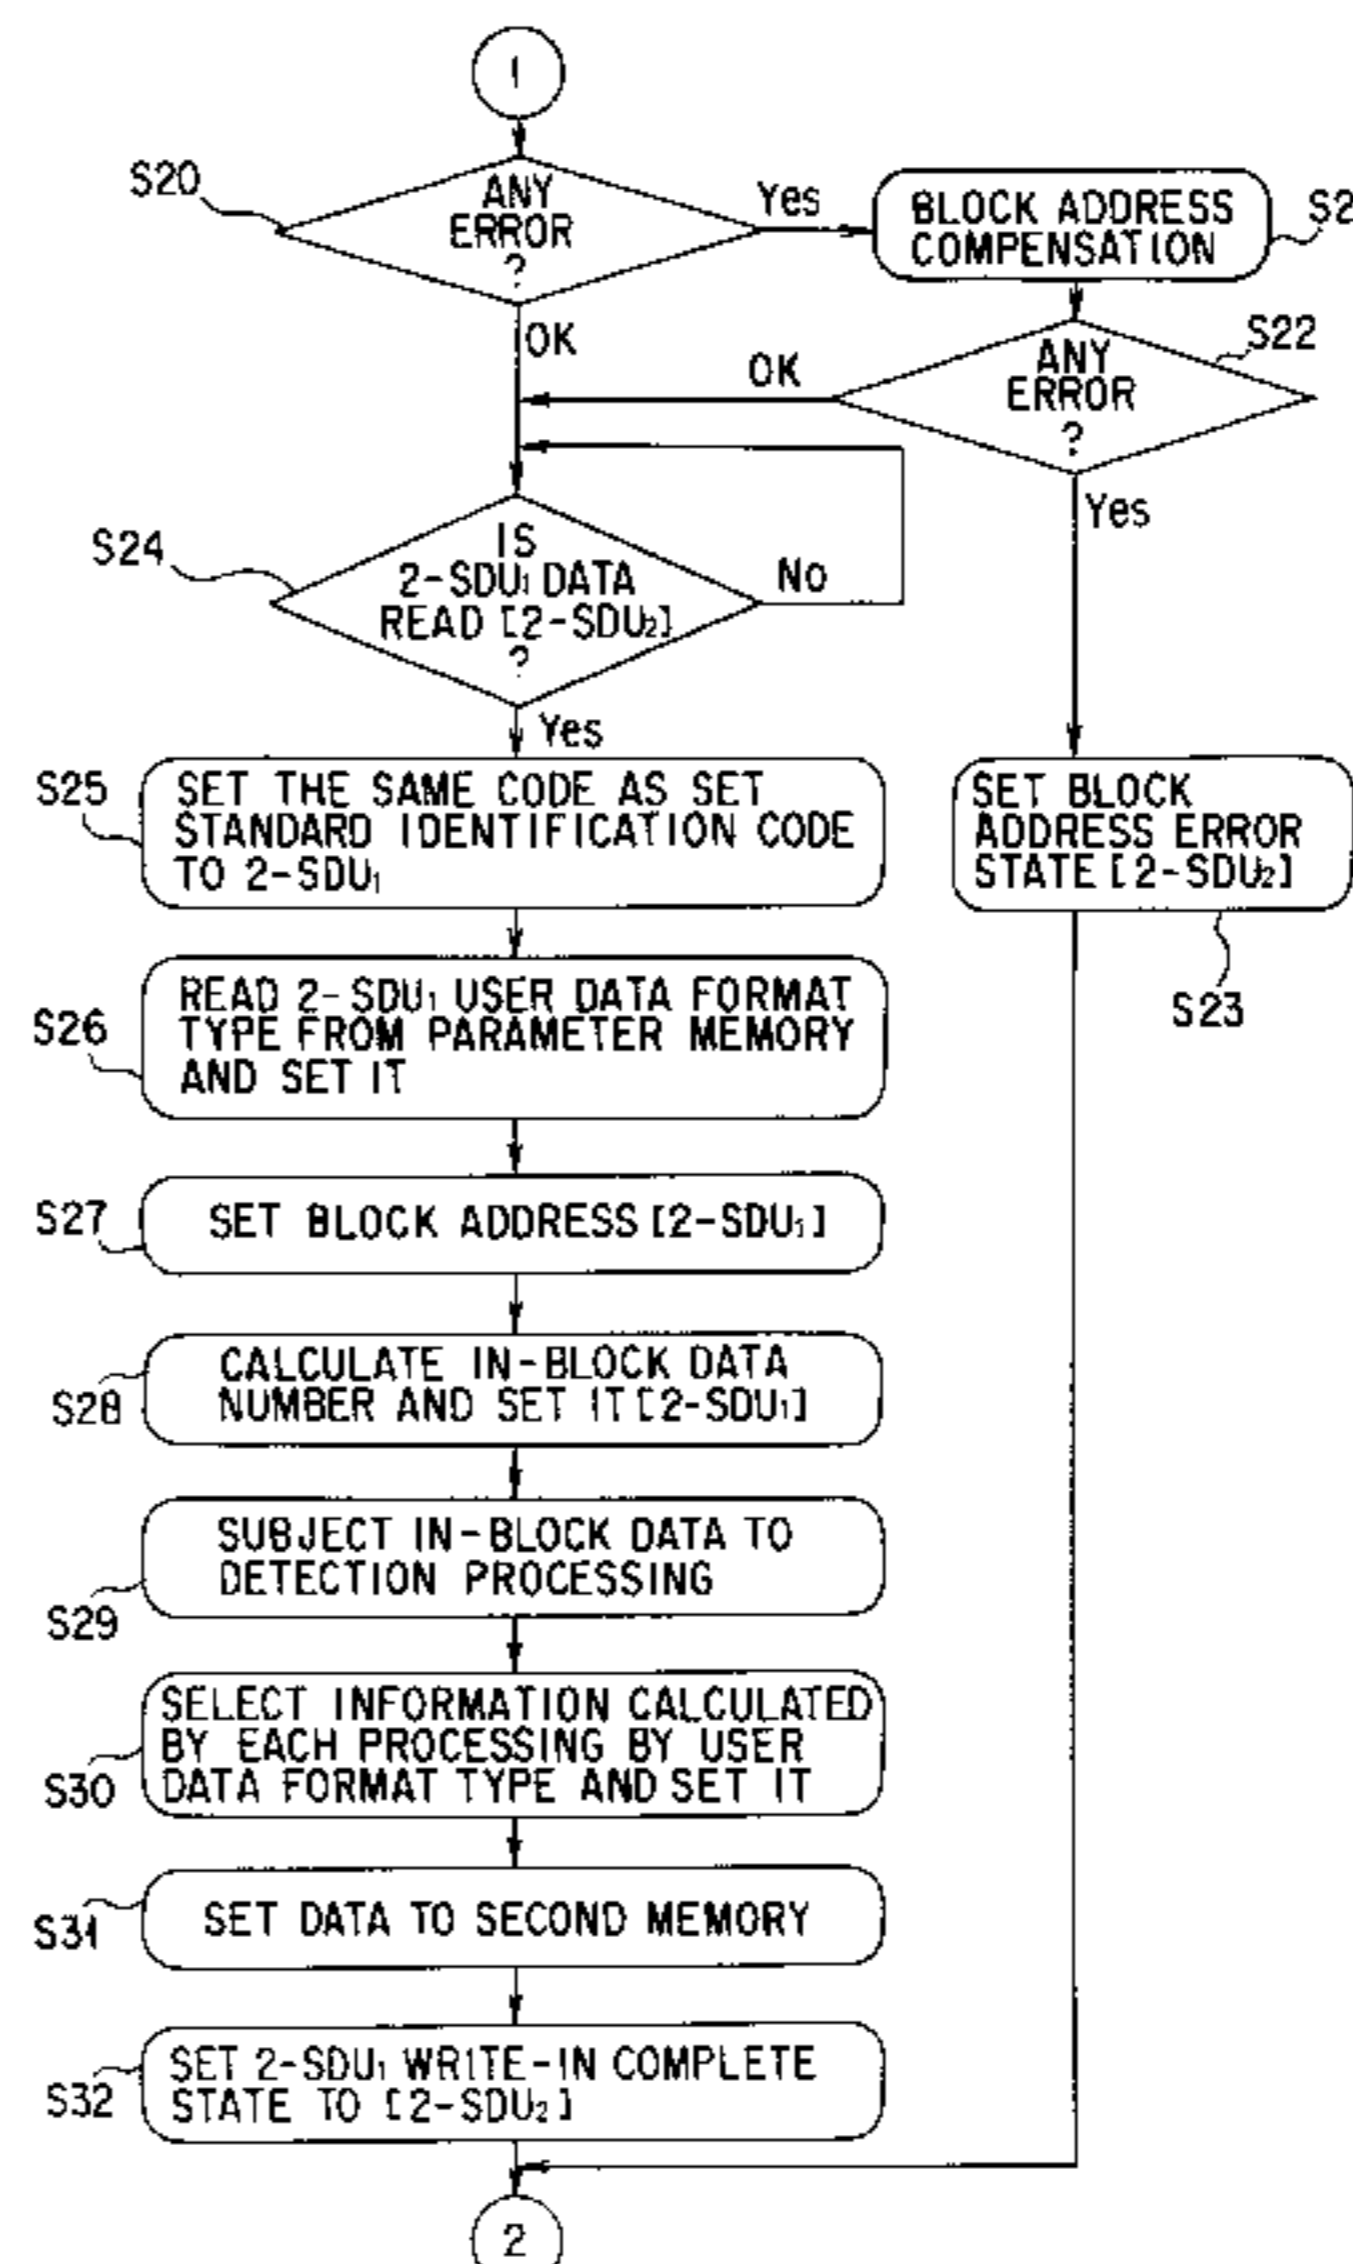 1
S20
ANY
ERROR
?
Yes
BLOCK ADDRESS
COMPENSATION
S2
OK
ANY
ERROR
?
S22
OK
Yes
S24
IS
2-SDU₁ DATA
READ [2-SDU₂]
?
No
Yes
S25
SET THE SAME CODE AS SET
STANDARD IDENTIFICATION CODE
TO 2-SDU₁
SET BLOCK
ADDRESS ERROR
STATE [2-SDU₂]
S23
S26
READ 2-SDU₁ USER DATA FORMAT
TYPE FROM PARAMETER MEMORY
AND SET IT
S27
SET BLOCK ADDRESS [2-SDU₁]
S28
CALCULATE IN-BLOCK DATA
NUMBER AND SET IT [2-SDU₁]
S29
SUBJECT IN-BLOCK DATA TO
DETECTION PROCESSING
S30
SELECT INFORMATION CALCULATED
BY EACH PROCESSING BY USER
DATA FORMAT TYPE AND SET IT
S31
SET DATA TO SECOND MEMORY
S32
SET 2-SDU₁ WRITE-IN COMPLETE
STATE TO [2-SDU₂]
2